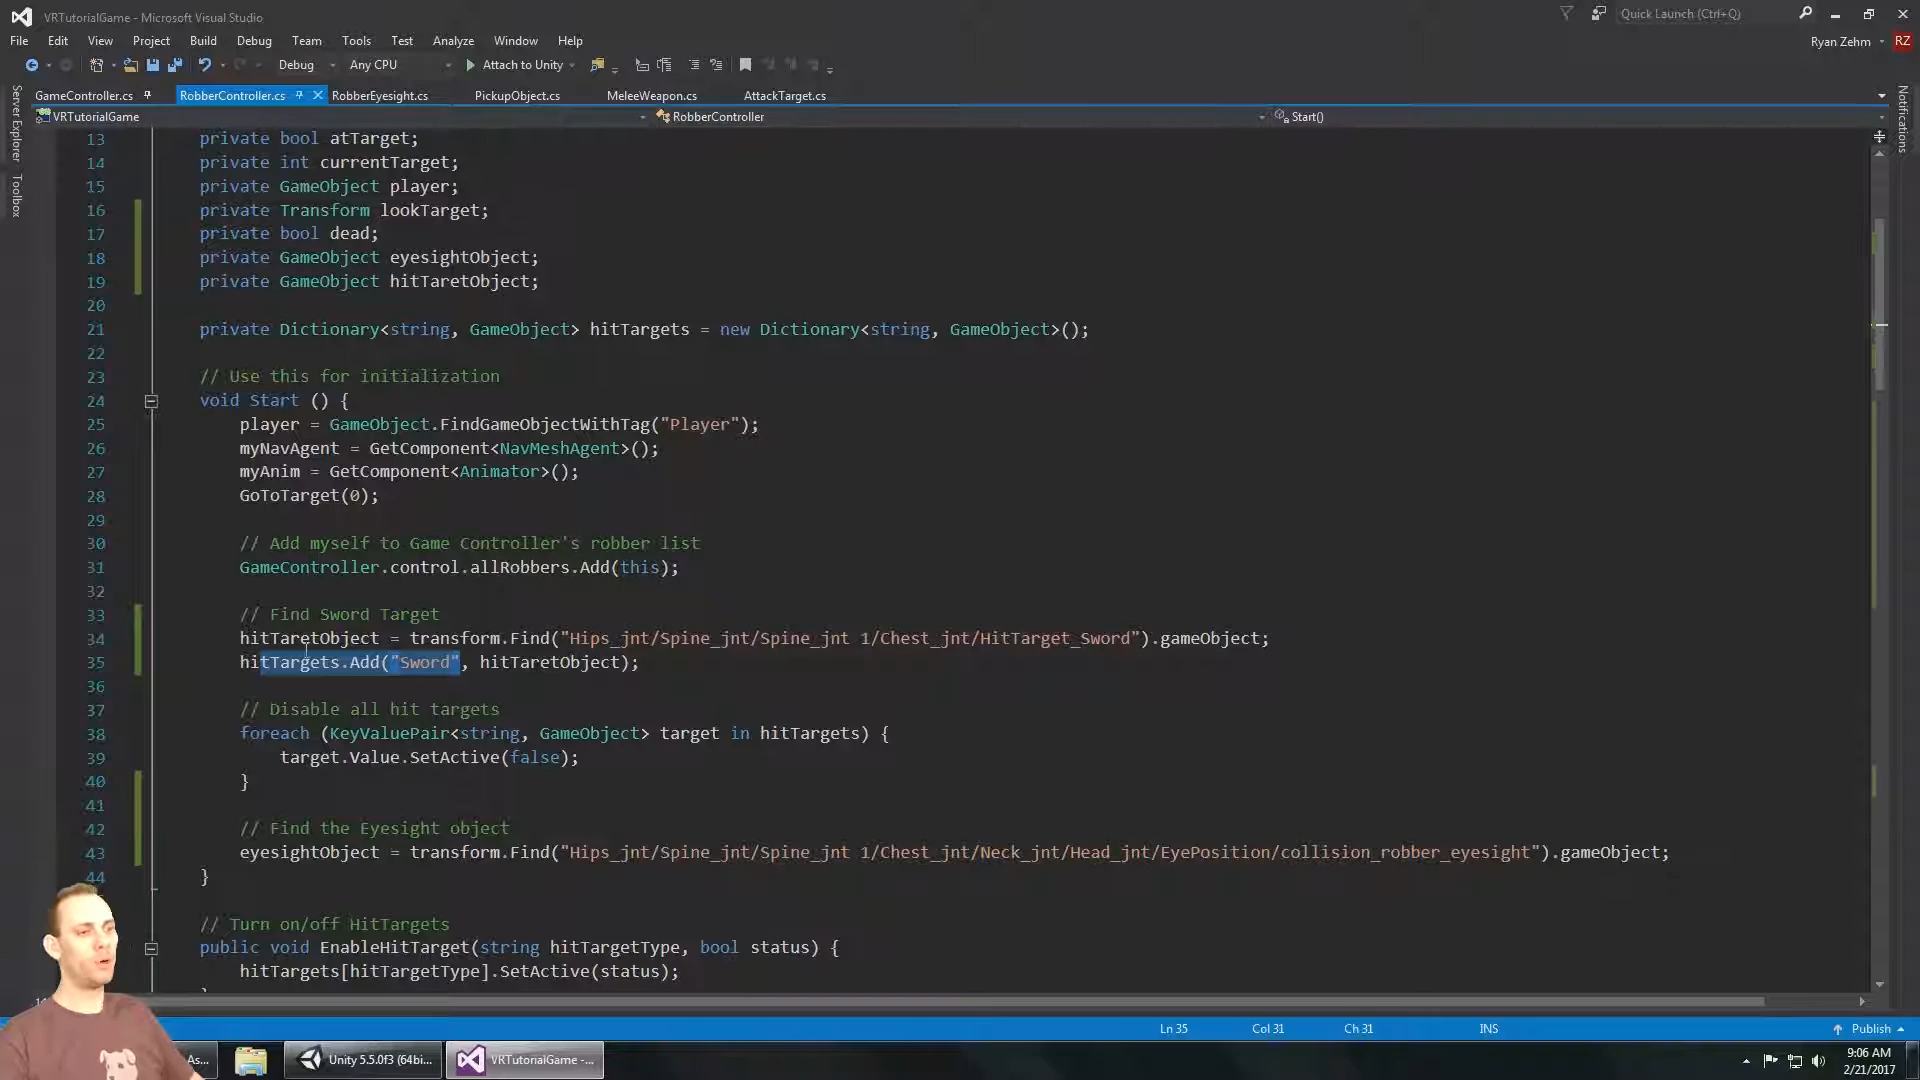 VRTutorialGame - Microsoft Visual Studio
Quick Launch (Ctrl+Q)
File Edit View Project Build Debug Team Tools Test Analyze Window Help
Ryan Zehm RZ
Debug Any CPU Attach to Unity
GameController.cs RobberController.cs RobberEyesight.cs PickupObject.cs MeleeWeapon.cs AttackTarget.cs
VRTutorialGame RobberController Start()
Server Explorer
Toolbox
Notifications
13 private bool atTarget;
14 private int currentTarget;
15 private GameObject player;
16 private Transform lookTarget;
17 private bool dead;
18 private GameObject eyesightObject;
19 private GameObject hitTaretObject;
20
21 private Dictionary<string, GameObject> hitTargets = new Dictionary<string, GameObject>();
22
23 // Use this for initialization
24 void Start () {
25 player = GameObject.FindGameObjectWithTag("Player");
26 myNavAgent = GetComponent<NavMeshAgent>();
27 myAnim = GetComponent<Animator>();
28 GoToTarget(0);
29
30 // Add myself to Game Controller's robber list
31 GameController.control.allRobbers.Add(this);
32
33 // Find Sword Target
34 hitTaretObject = transform.Find("Hips_jnt/Spine_jnt/Spine_jnt 1/Chest_jnt/HitTarget_Sword").gameObject;
35 hitTargets.Add("Sword", hitTaretObject);
36
37 // Disable all hit targets
38 foreach (KeyValuePair<string, GameObject> target in hitTargets) {
39 target.Value.SetActive(false);
40 }
41
42 // Find the Eyesight object
43 eyesightObject = transform.Find("Hips_jnt/Spine_jnt/Spine_jnt 1/Chest_jnt/Neck_jnt/Head_jnt/EyePosition/collision_robber_eyesight").gameObject;
44 }
// Turn on/off HitTargets
public void EnableHitTarget(string hitTargetType, bool status) {
hitTargets[hitTargetType].SetActive(status);
Ln 35 Col 31 Ch 31 INS Publish
As... Unity 5.5.0f3 (64bi... VRTutorialGame -...
9:06 AM
2/21/2017